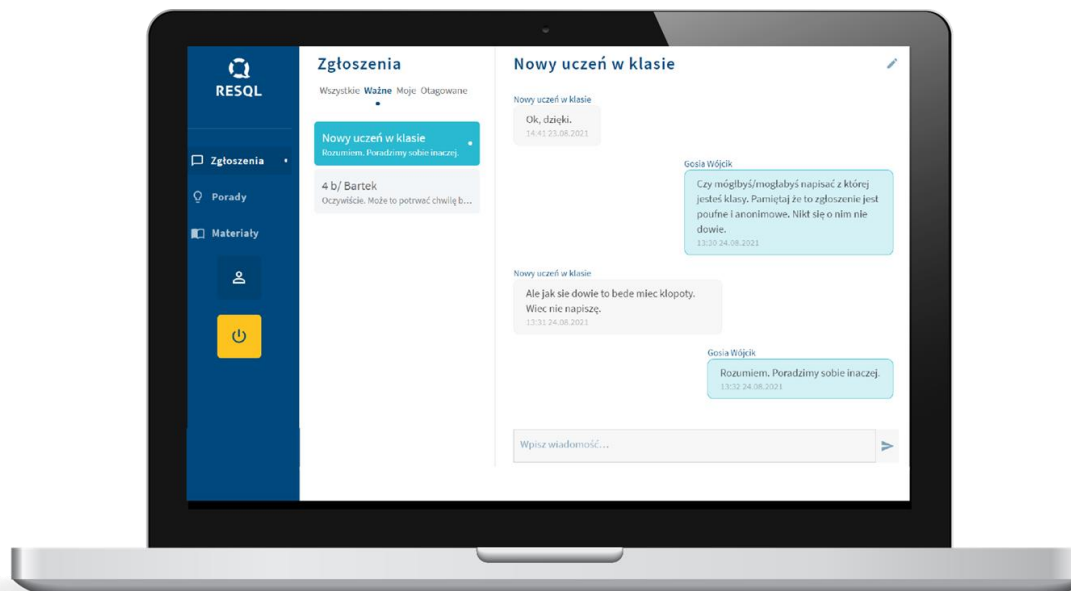 RESQL
Zgłoszenia
Porady
Materiały
Zgłoszenia
Wszystkie Ważne Moje Otagowane
Nowy uczeń w klasie
Rozumiem. Poradzimy sobie inaczej.
4 b/ Bartek
Oczywiście. Może to potrwać chwilę b...
Nowy uczeń w klasie
Nowy uczeń w klasie
Ok, dzięki.
14:41 23.08.2021
Gosia Wójcik
Czy mógłbyś/mogłabyś napisać z której
jesteś klasy. Pamiętaj że to zgłoszenie jest
poufne i anonimowe. Nikt się o nim nie
dowie.
13:30 24.08.2021
Nowy uczeń w klasie
Ale jak sie dowie to bede miec klopoty.
Wiec nie napiszę.
13:31 24.08.2021
Gosia Wójcik
Rozumiem. Poradzimy sobie inaczej.
13:32 24.08.2021
Wpisz wiadomość...